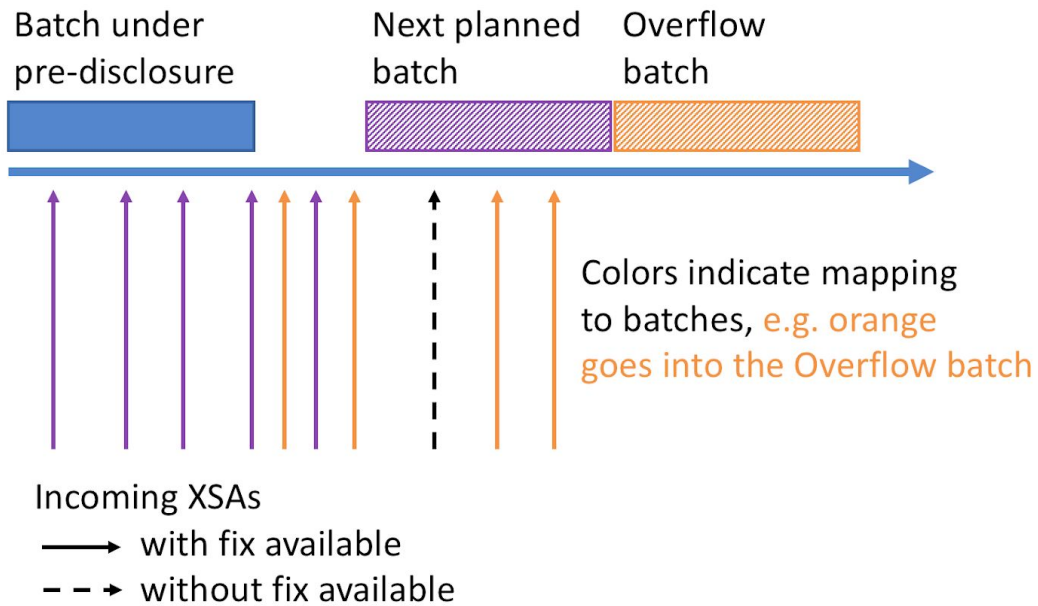 Batch under
pre-disclosure
Next planned
batch
Overflow
batch
Colors indicate mapping
to batches, e.g. orange
goes into the Overflow batch
Incoming XSAs
with fix available
without fix available